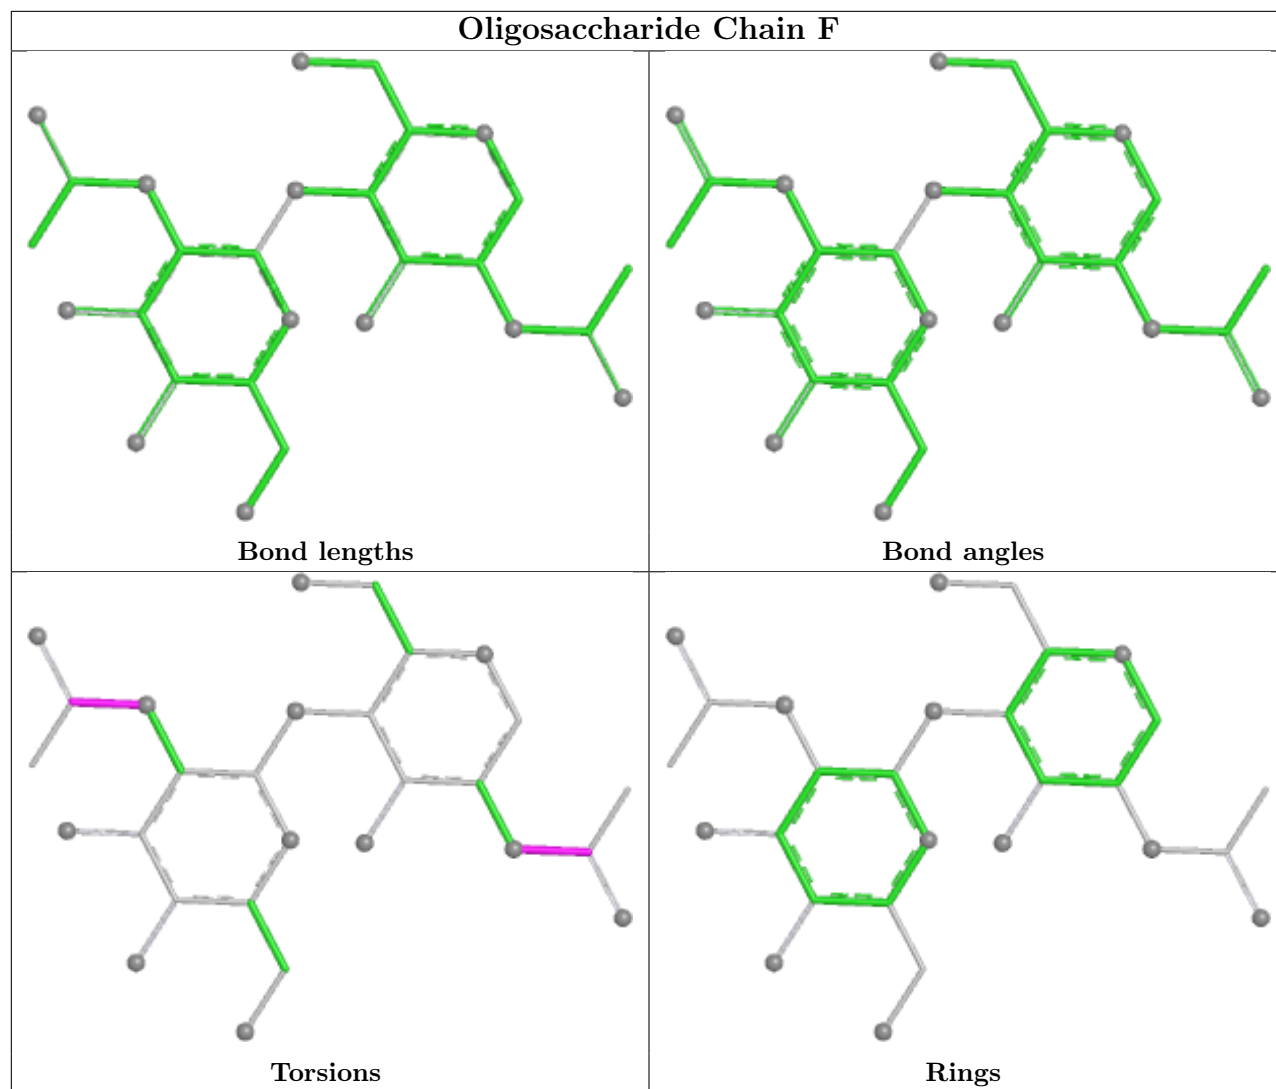 Oligosaccharide Chain F
Bond lengths
Bond angles
Torsions
Rings